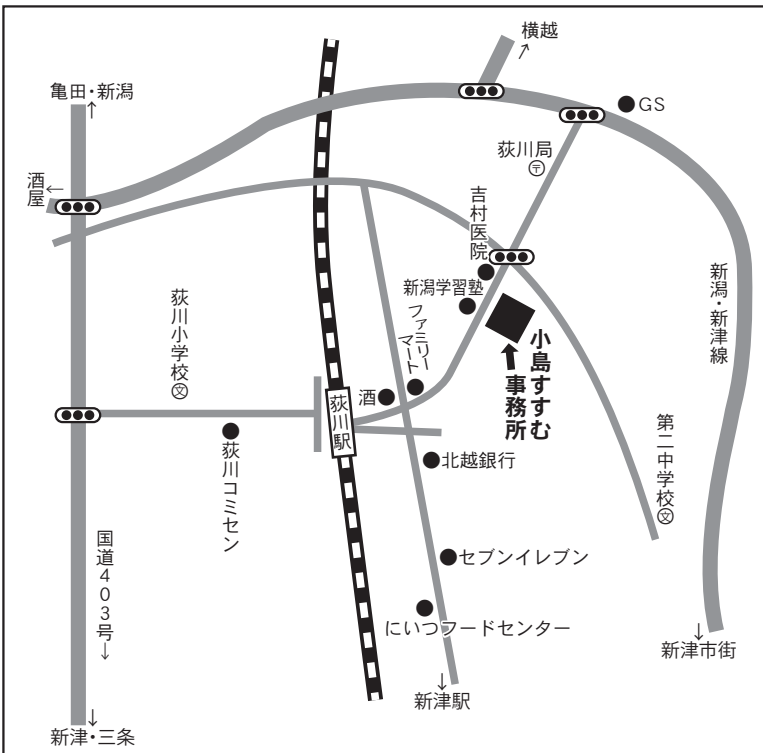 横越
亀田・新潟
GS
荻川局
〒
酒屋
吉村医院
新潟学習塾
ファミリー
マート
新潟・新津線
荻川小学校
文
小島すすむ
事務所
酒
荻川駅
荻川コミセン
北越銀行
第二中学校
文
国道403号
セブンイレブン
にいつフードセンター
新津市街
新津駅
新津・三条